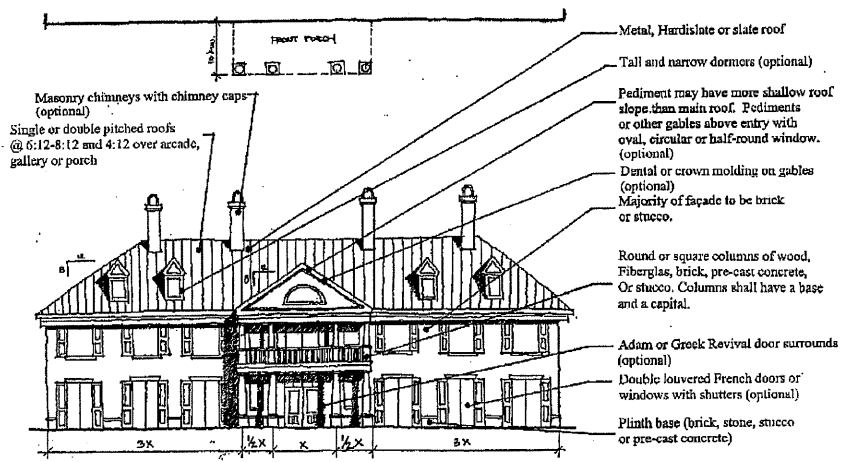 FRONT PORCH
Masonry chimneys with chimney caps
(optional)
Single or double pitched roofs
@ 6:12-8:12 and 4:12 over arcade,
gallery or porch
Metal, Hardislate or slate roof
Tall and narrow dormers (optional)
Pediment may have more shallow roof
slope than main roof. Pediments
or other gables above entry with
oval, circular or half-round window.
(optional)
Dental or crown molding on gables
(optional)
Majority of façade to be brick
or stucco.
Round or square columns of wood,
Fiberglas, brick, pre-cast concrete,
Or stucco. Columns shall have a base
and a capital.
Adam or Greek Revival door surrounds
(optional)
Double louvered French doors or
windows with shutters (optional)
Plinth base (brick, stone, stucco
or pre-cast concrete)
12
8
3X
½X
X
½X
3X